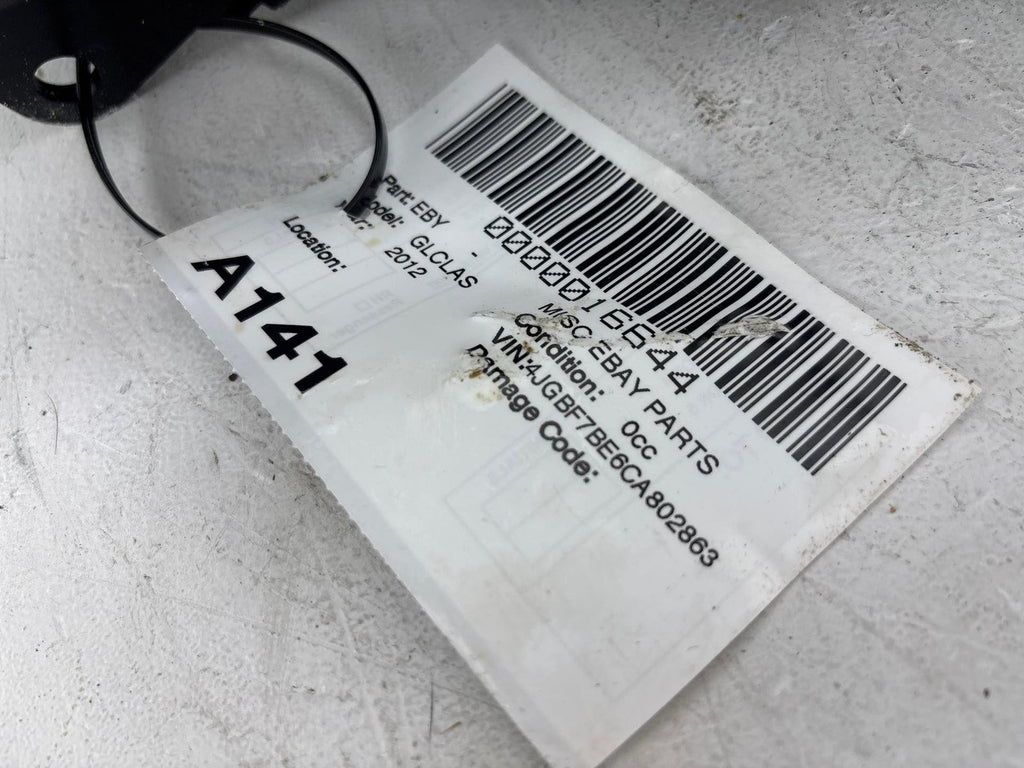 0000016644
Part: EBY - MISC EBAY PARTS
Model: GLCLAS Condition: 0cc
2012 VIN:4JGBF7BE6CA802863
Location: Damage Code:
A141